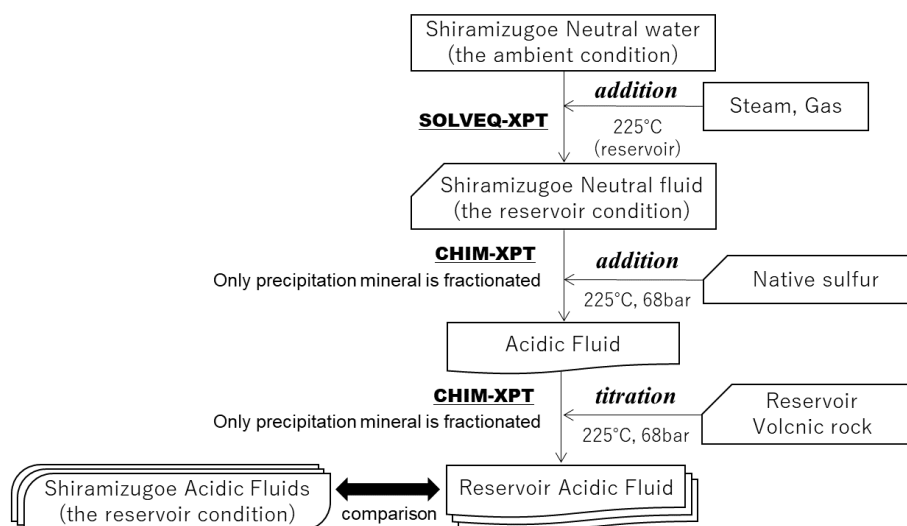 Shiramizugoe Neutral water
(the ambient condition)
addition
Steam, Gas
SOLVEQ-XPT
225°C
(reservoir)
Shiramizugoe Neutral fluid
(the reservoir condition)
CHIM-XPT
addition
Only precipitation mineral is fractionated
225°C, 68bar
Native sulfur
Acidic Fluid
CHIM-XPT
titration
Only precipitation mineral is fractionated
225°C, 68bar
Reservoir
Volcnic rock
Shiramizugoe Acidic Fluids
(the reservoir condition)
comparison
Reservoir Acidic Fluid